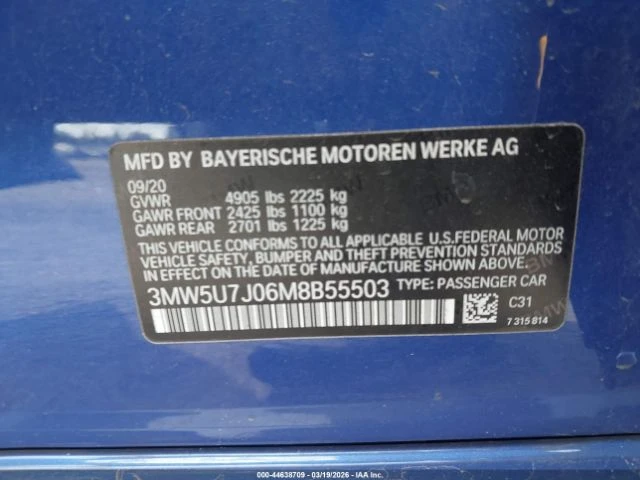 MFD BY BAYERISCHE MOTOREN WERKE AG
09/20
GVWR 4905 lbs 2225 kg
GAWR FRONT 2425 lbs 1100 kg
GAWR REAR 2701 lbs 1225 kg
THIS VEHICLE CONFORMS TO ALL APPLICABLE U.S.FEDERAL MOTOR
VEHICLE SAFETY, BUMPER AND THEFT PREVENTION STANDARDS
IN EFFECT ON THE DATE OF MANUFACTURE SHOWN ABOVE.
3MW5U7J06M8B55503 TYPE: PASSENGER CAR
C31
7 315 814
000-44638709 - 03/19/2026 - IAA Inc.